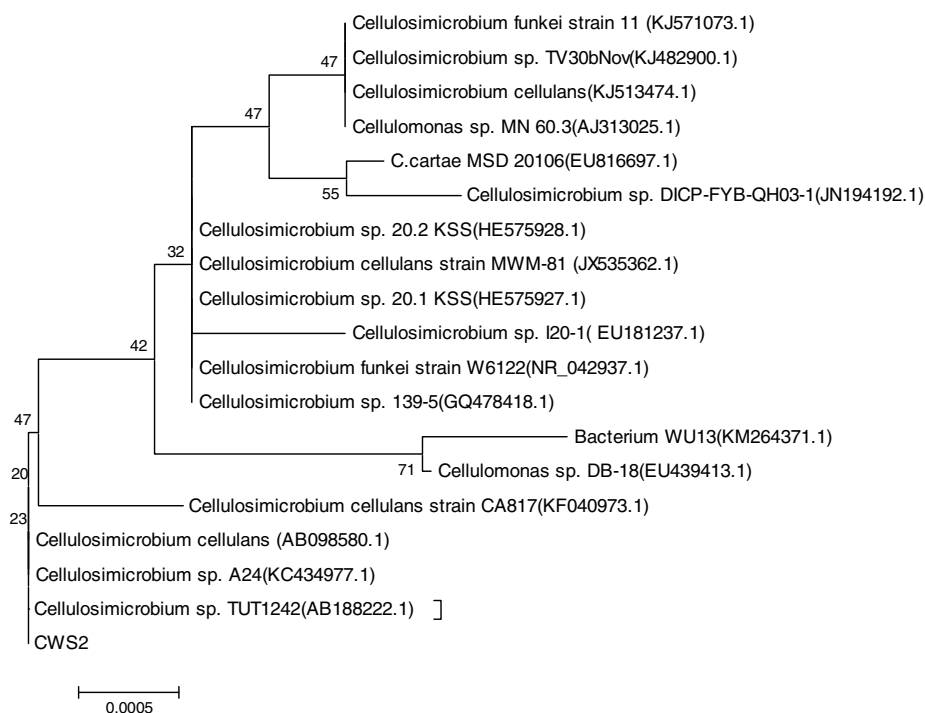 Cellulosimicrobium funkei strain 11 (KJ571073.1)
Cellulosimicrobium sp. TV30bNov(KJ482900.1)
47
Cellulosimicrobium cellulans(KJ513474.1)
47
Cellulomonas sp. MN 60.3(AJ313025.1)
C.cartae MSD 20106(EU816697.1)
55
Cellulosimicrobium sp. DICP-FYB-QH03-1(JN194192.1)
Cellulosimicrobium sp. 20.2 KSS(HE575928.1)
32
Cellulosimicrobium cellulans strain MWM-81 (JX535362.1)
Cellulosimicrobium sp. 20.1 KSS(HE575927.1)
Cellulosimicrobium sp. I20-1( EU181237.1)
42
Cellulosimicrobium funkei strain W6122(NR_042937.1)
Cellulosimicrobium sp. 139-5(GQ478418.1)
47
Bacterium WU13(KM264371.1)
71
Cellulomonas sp. DB-18(EU439413.1)
20
Cellulosimicrobium cellulans strain CA817(KF040973.1)
23
Cellulosimicrobium cellulans (AB098580.1)
Cellulosimicrobium sp. A24(KC434977.1)
Cellulosimicrobium sp. TUT1242(AB188222.1)
CWS2
0.0005